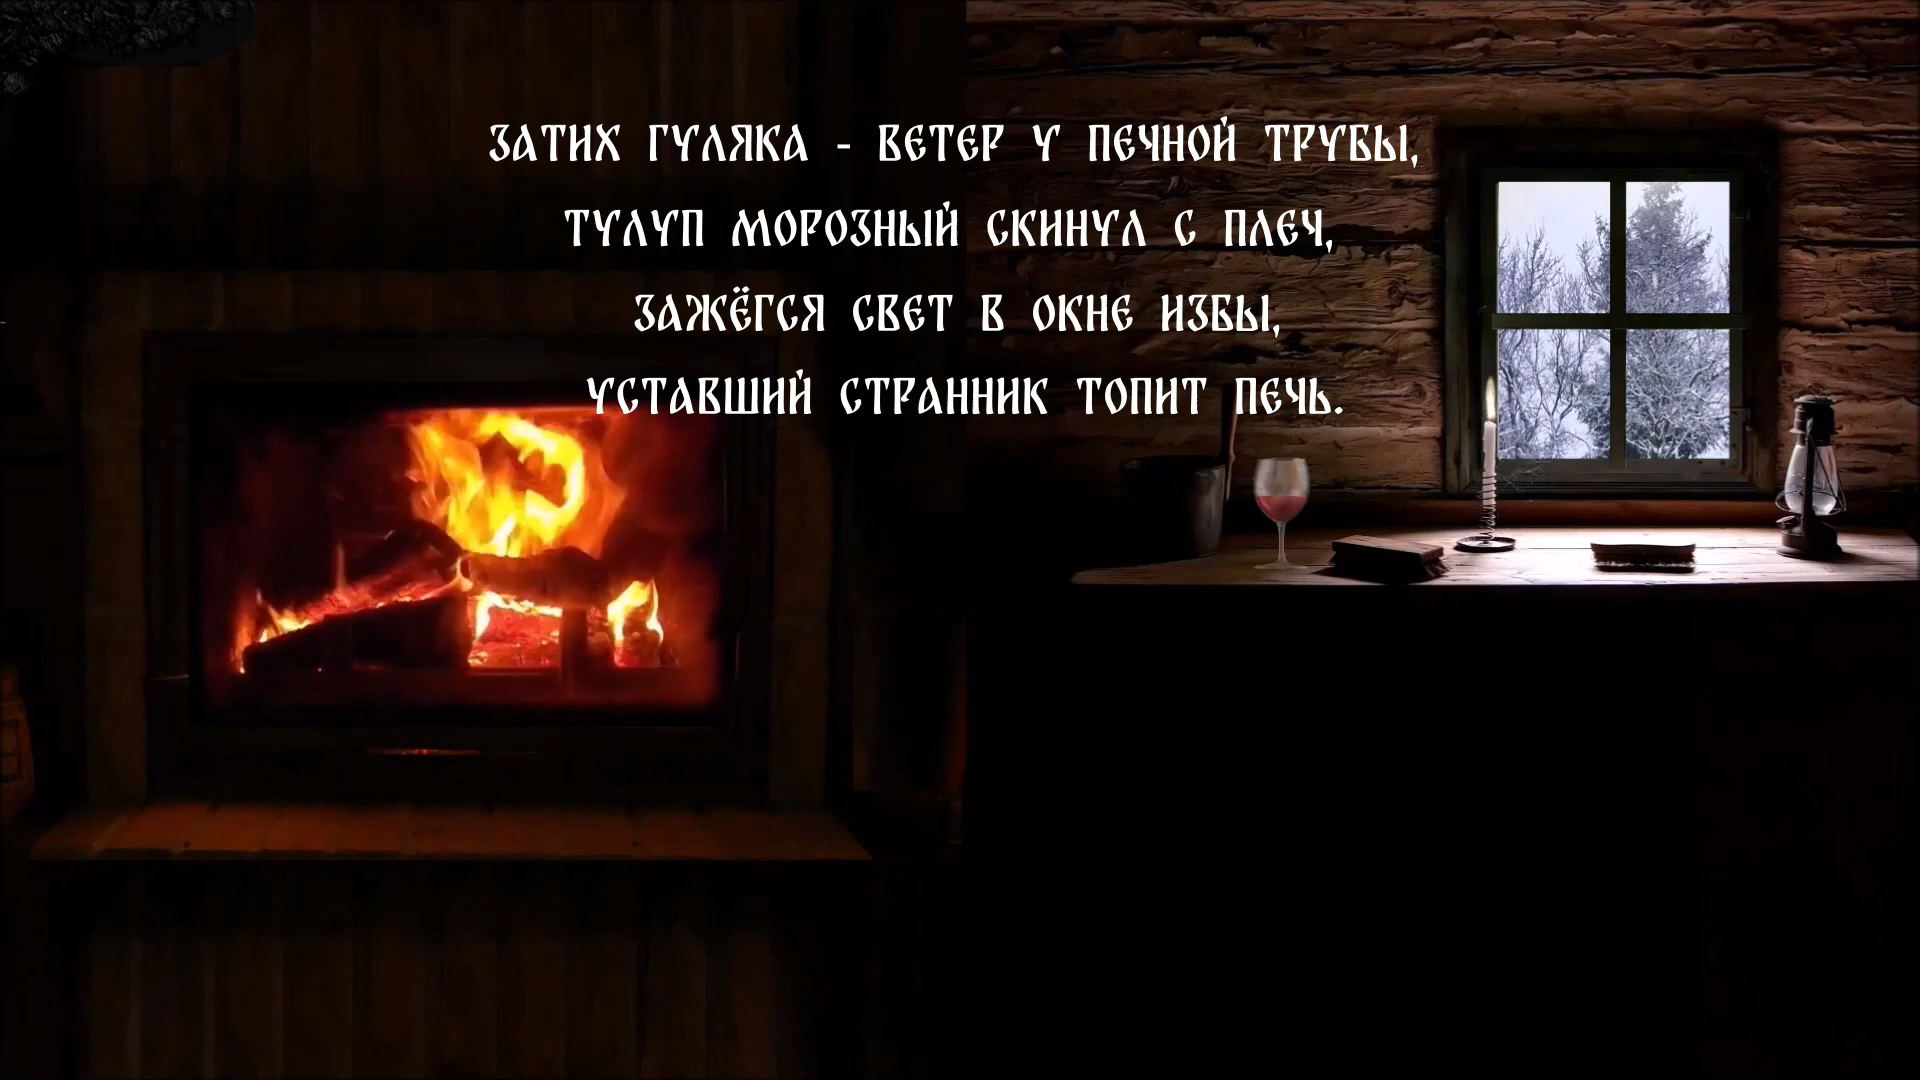 ЗАТИХ ГУЛЯКА - ВЕТЕР У ПЕЧНОЙ ТРУБЫ,
ТУЛУП МОРОЗНЫЙ СКИНУЛ С ПЛЕЧ,
ЗАЖЁГСЯ СВЕТ В ОКНЕ ИЗБЫ,
УСТАВШИЙ СТРАННИК ТОПИТ ПЕЧЬ.